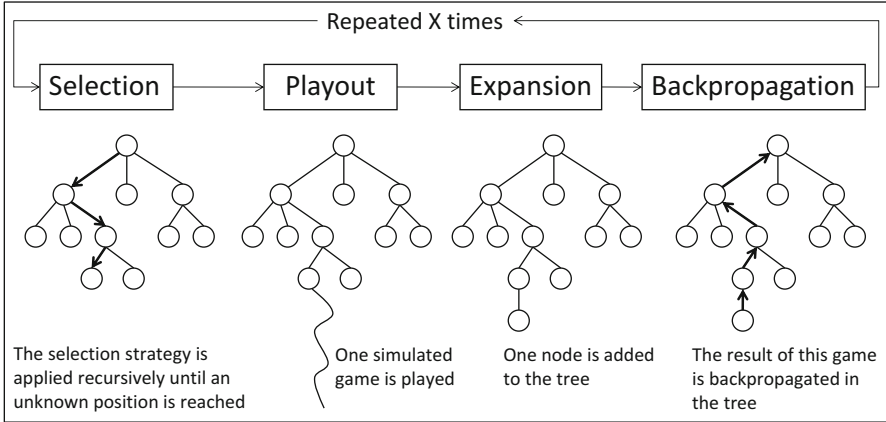 Repeated X times
Selection
Playout
Expansion
Backpropagation
The selection strategy is
applied recursively until an
unknown position is reached
One simulated
game is played
One node is added
to the tree
The result of this game
is backpropagated in
the tree